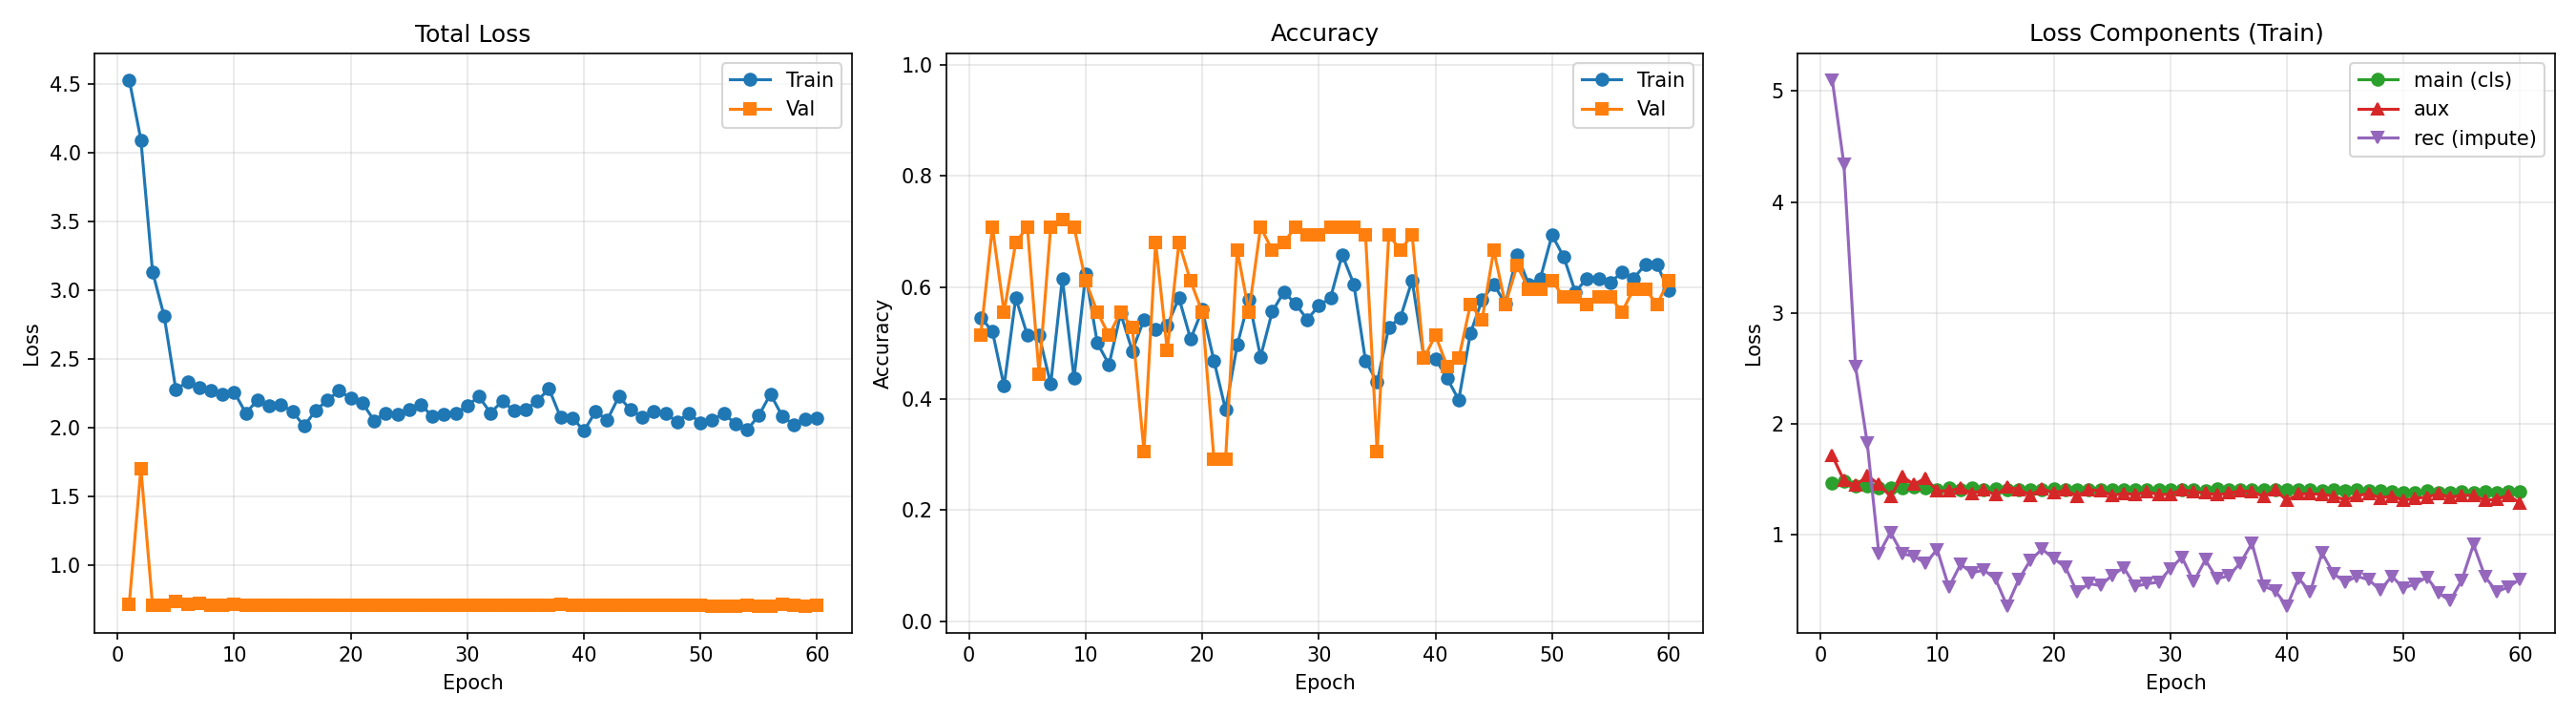 Total Loss
Loss
4.5
4.0
3.5
3.0
2.5
2.0
1.5
1.0
0 10 20 30 40 50 60
Epoch
Train
Val
Accuracy
Accuracy
1.0
0.8
0.6
0.4
0.2
0.0
0 10 20 30 40 50 60
Epoch
Train
Val
Loss Components (Train)
Loss
5
4
3
2
1
0 10 20 30 40 50 60
Epoch
main (cls)
aux
rec (impute)